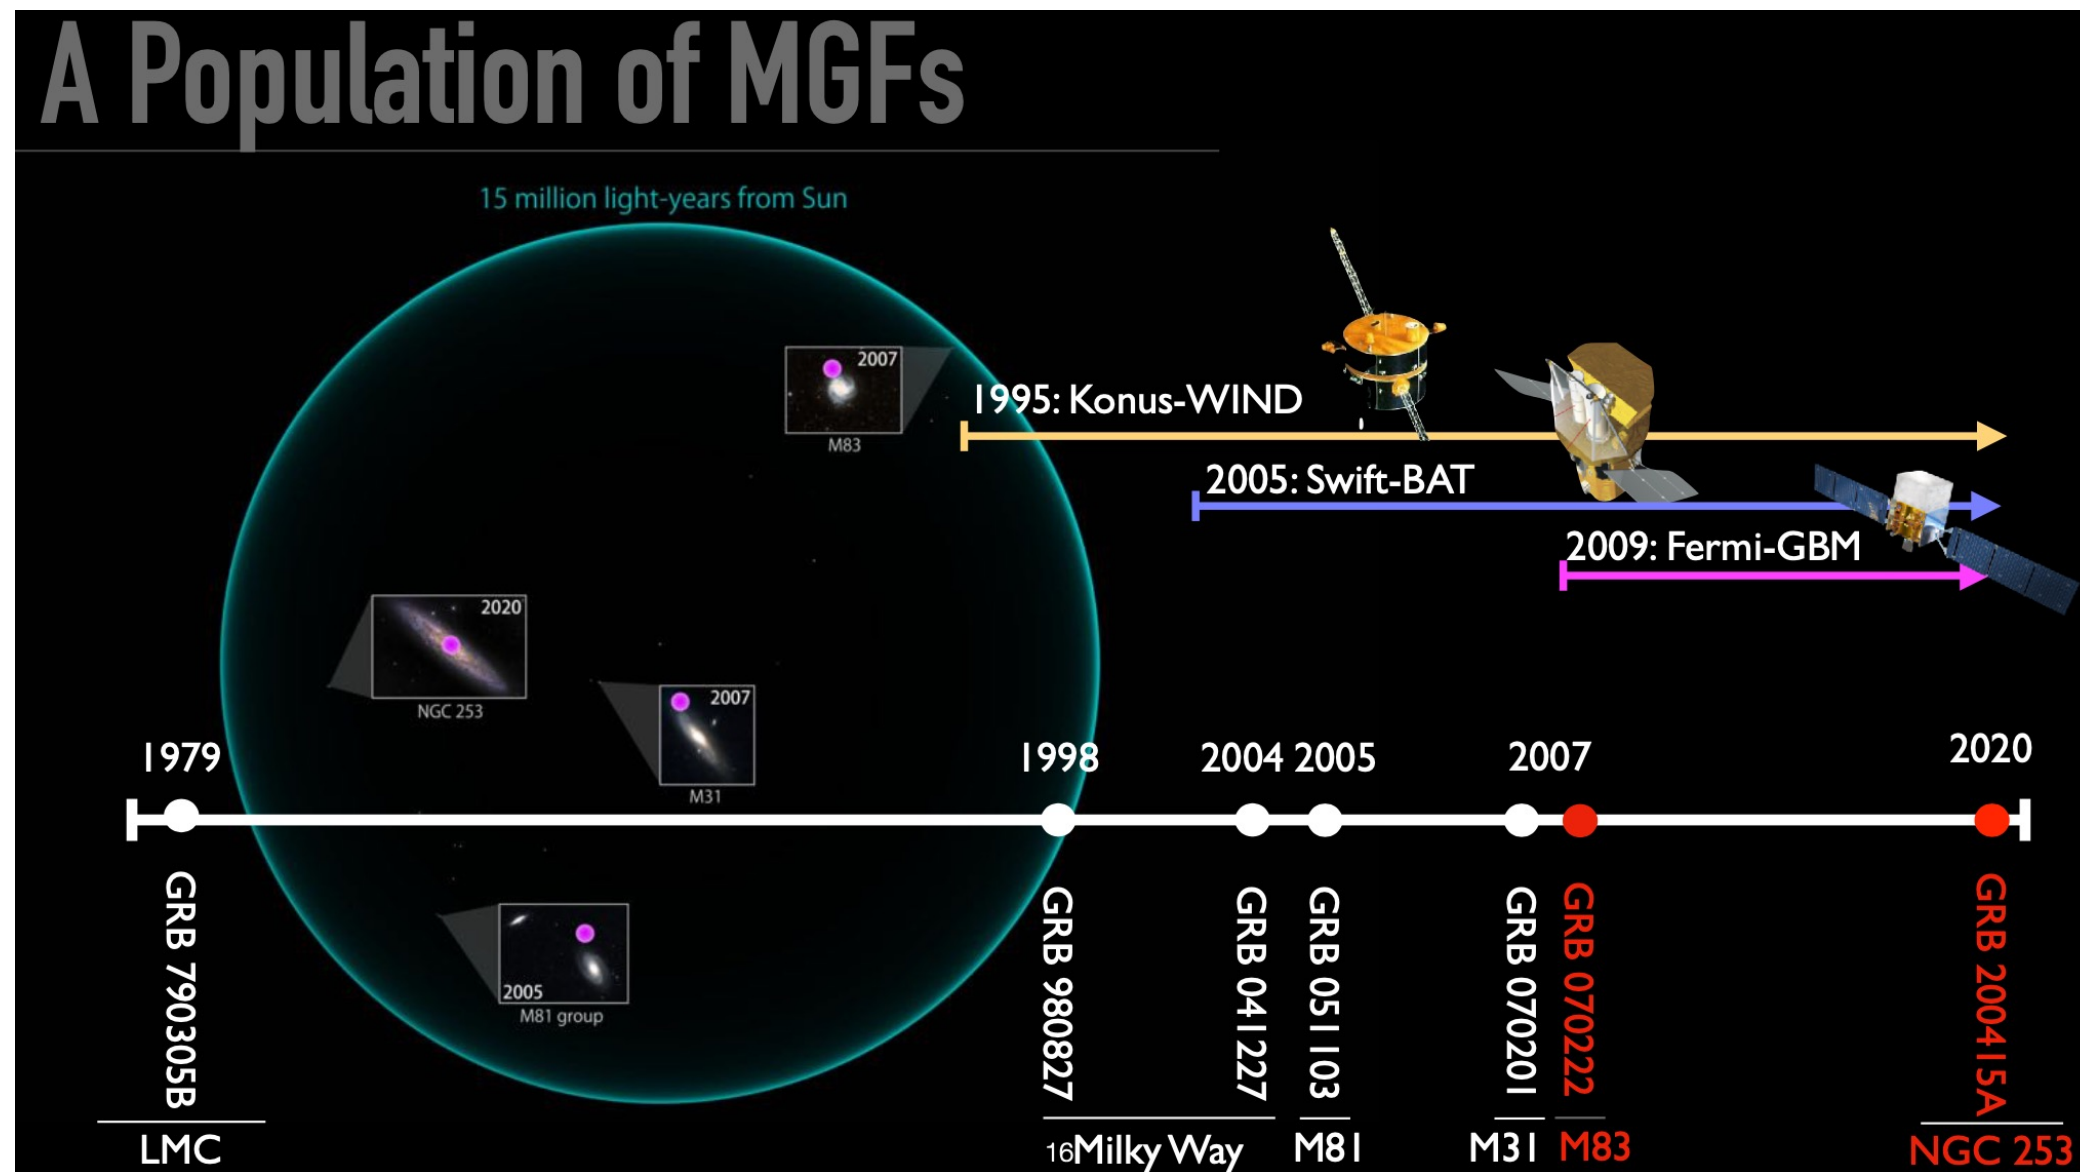 A Population of MGFs
15 million light-years from Sun
2007
M83
1995: Konus-WIND
2005: Swift-BAT
2009: Fermi-GBM
2020
NGC 253
2007
M31
1979
1998
2004
2005
2007
2020
2005
M81 group
GRB 790305B
GRB 980827
GRB 041227
GRB 051103
GRB 070201
GRB 070222
GRB 200415A
LMC
16
Milky Way
M81
M31
M83
NGC 253